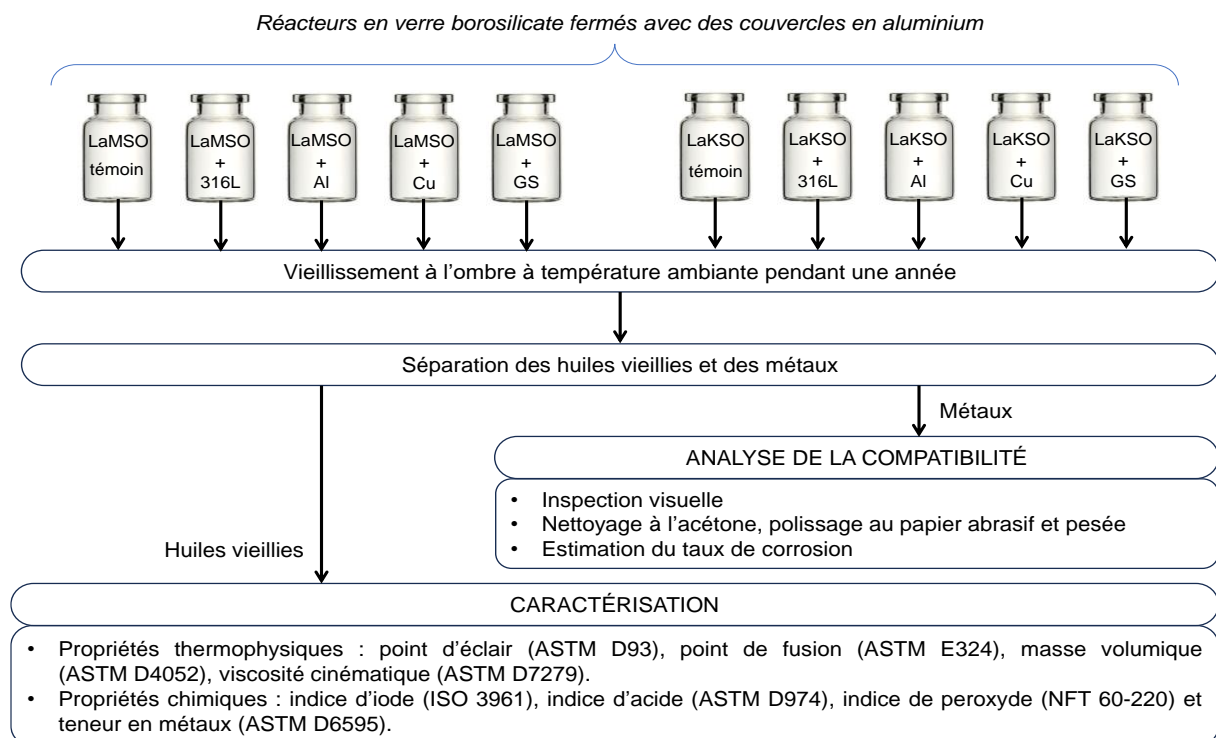 Réacteurs en verre borosilicate fermés avec des couvercles en aluminium
LaMSO
témoin
LaMSO
+
316L
LaMSO
+
Al
LaMSO
+
Cu
LaMSO
+
GS
LaKSO
témoin
LaKSO
+
316L
LaKSO
+
Al
LaKSO
+
Cu
LaKSO
+
GS
Vieillissement à l’ombre à température ambiante pendant une année
Séparation des huiles vieillies et des métaux
Métaux
ANALYSE DE LA COMPATIBILITÉ
• Inspection visuelle
• Nettoyage à l’acétone, polissage au papier abrasif et pesée
• Estimation du taux de corrosion
Huiles vieillies
CARACTÉRISATION
• Propriétés thermophysiques : point d’éclair (ASTM D93), point de fusion (ASTM E324), masse volumique
(ASTM D4052), viscosité cinématique (ASTM D7279).
• Propriétés chimiques : indice d’iode (ISO 3961), indice d’acide (ASTM D974), indice de peroxyde (NFT 60-220) et
teneur en métaux (ASTM D6595).